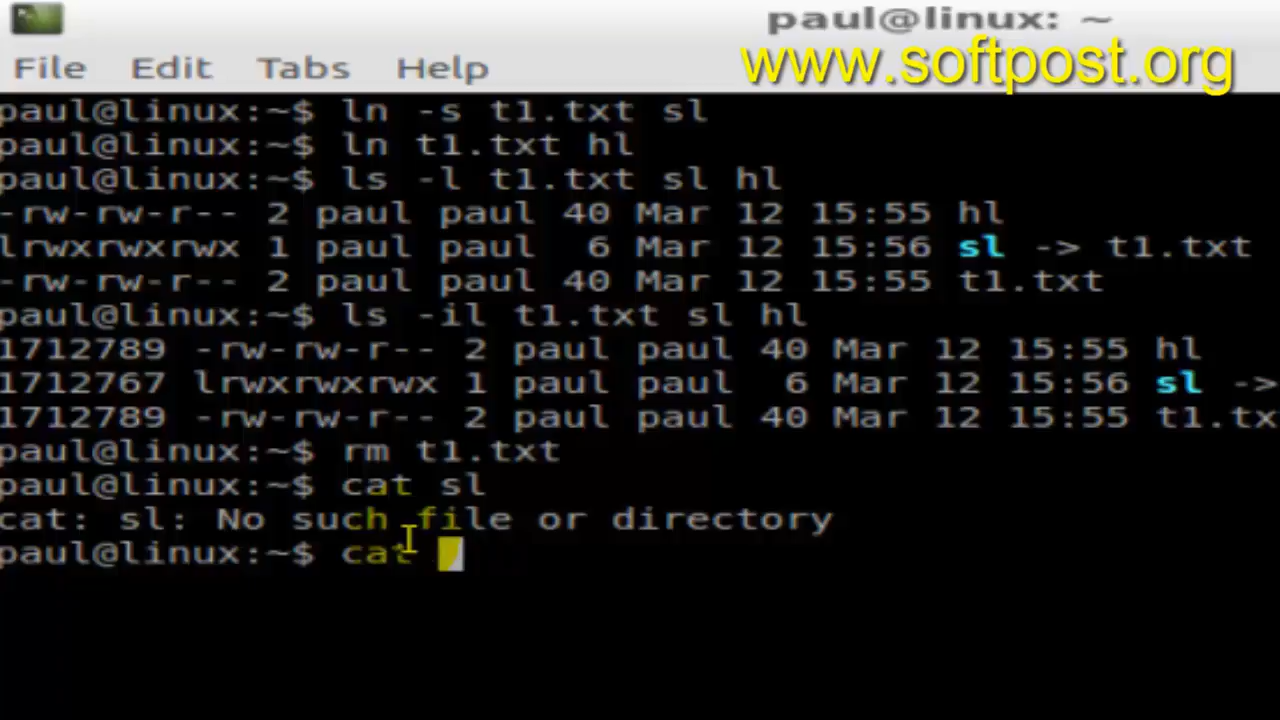 paul@linux: ~
File Edit Tabs Help
www.softpost.org
paul@linux:~$ ln -s t1.txt sl
paul@linux:~$ ln t1.txt hl
paul@linux:~$ ls -l t1.txt sl hl
-rw-rw-r-- 2 paul paul 40 Mar 12 15:55 hl
lrwxrwxrwx 1 paul paul  6 Mar 12 15:56 sl -> t1.txt
-rw-rw-r-- 2 paul paul 40 Mar 12 15:55 t1.txt
paul@linux:~$ ls -il t1.txt sl hl
1712789 -rw-rw-r-- 2 paul paul 40 Mar 12 15:55 hl
1712767 lrwxrwxrwx 1 paul paul  6 Mar 12 15:56 sl ->
1712789 -rw-rw-r-- 2 paul paul 40 Mar 12 15:55 t1.tx
paul@linux:~$ rm t1.txt
paul@linux:~$ cat sl
cat: sl: No such file or directory
paul@linux:~$ cat